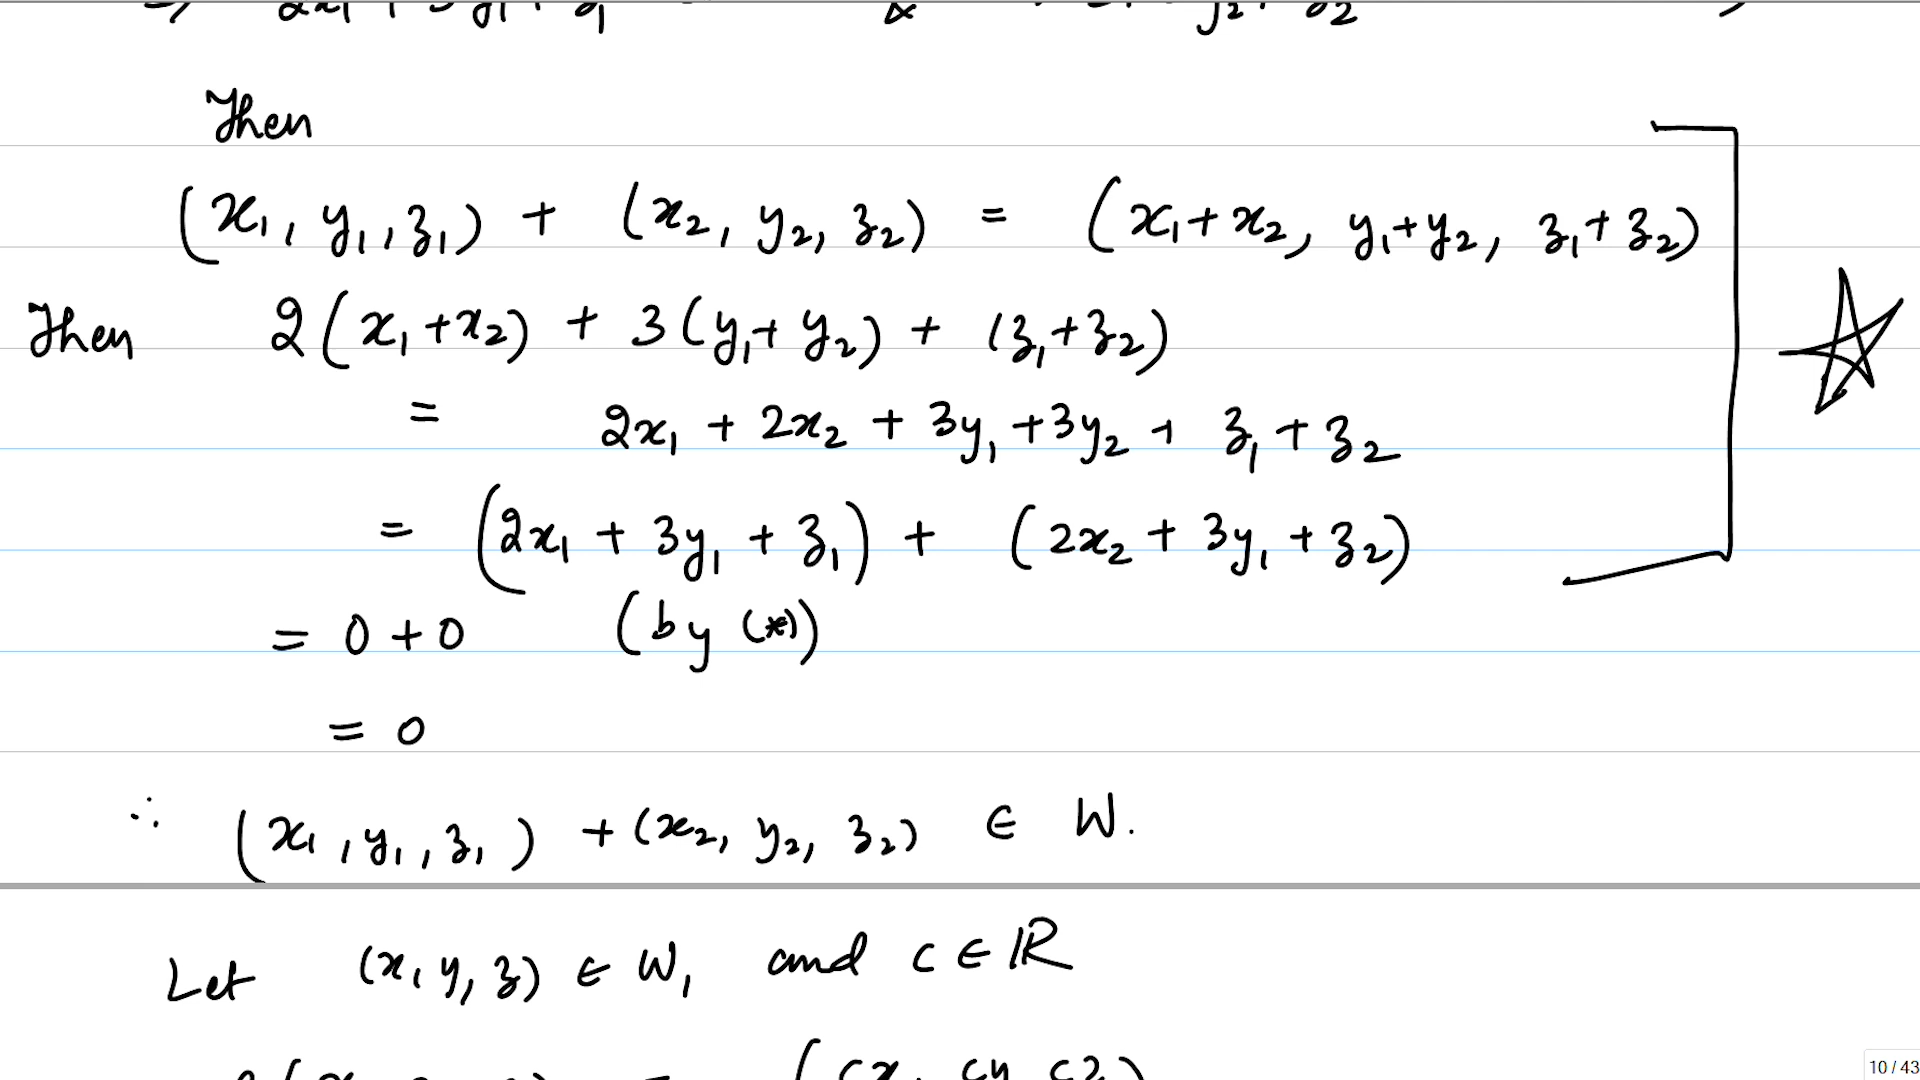 Then
(x₁, y₁, z₁) + (x₂, y₂, z₂) = (x₁+x₂, y₁+y₂, z₁+z₂)
Then 2(x₁+x₂) + 3(y₁+y₂) + (z₁+z₂)
= 2x₁ + 2x₂ + 3y₁ + 3y₂ + z₁ + z₂
= (2x₁ + 3y₁ + z₁) + (2x₂ + 3y₁ + z₂)
= 0 + 0 (by (*))
= 0
∴ (x₁, y₁, z₁) + (x₂, y₂, z₂) ∈ W.
Let (x, y, z) ∈ W, and c ∈ ℝ
10 / 43